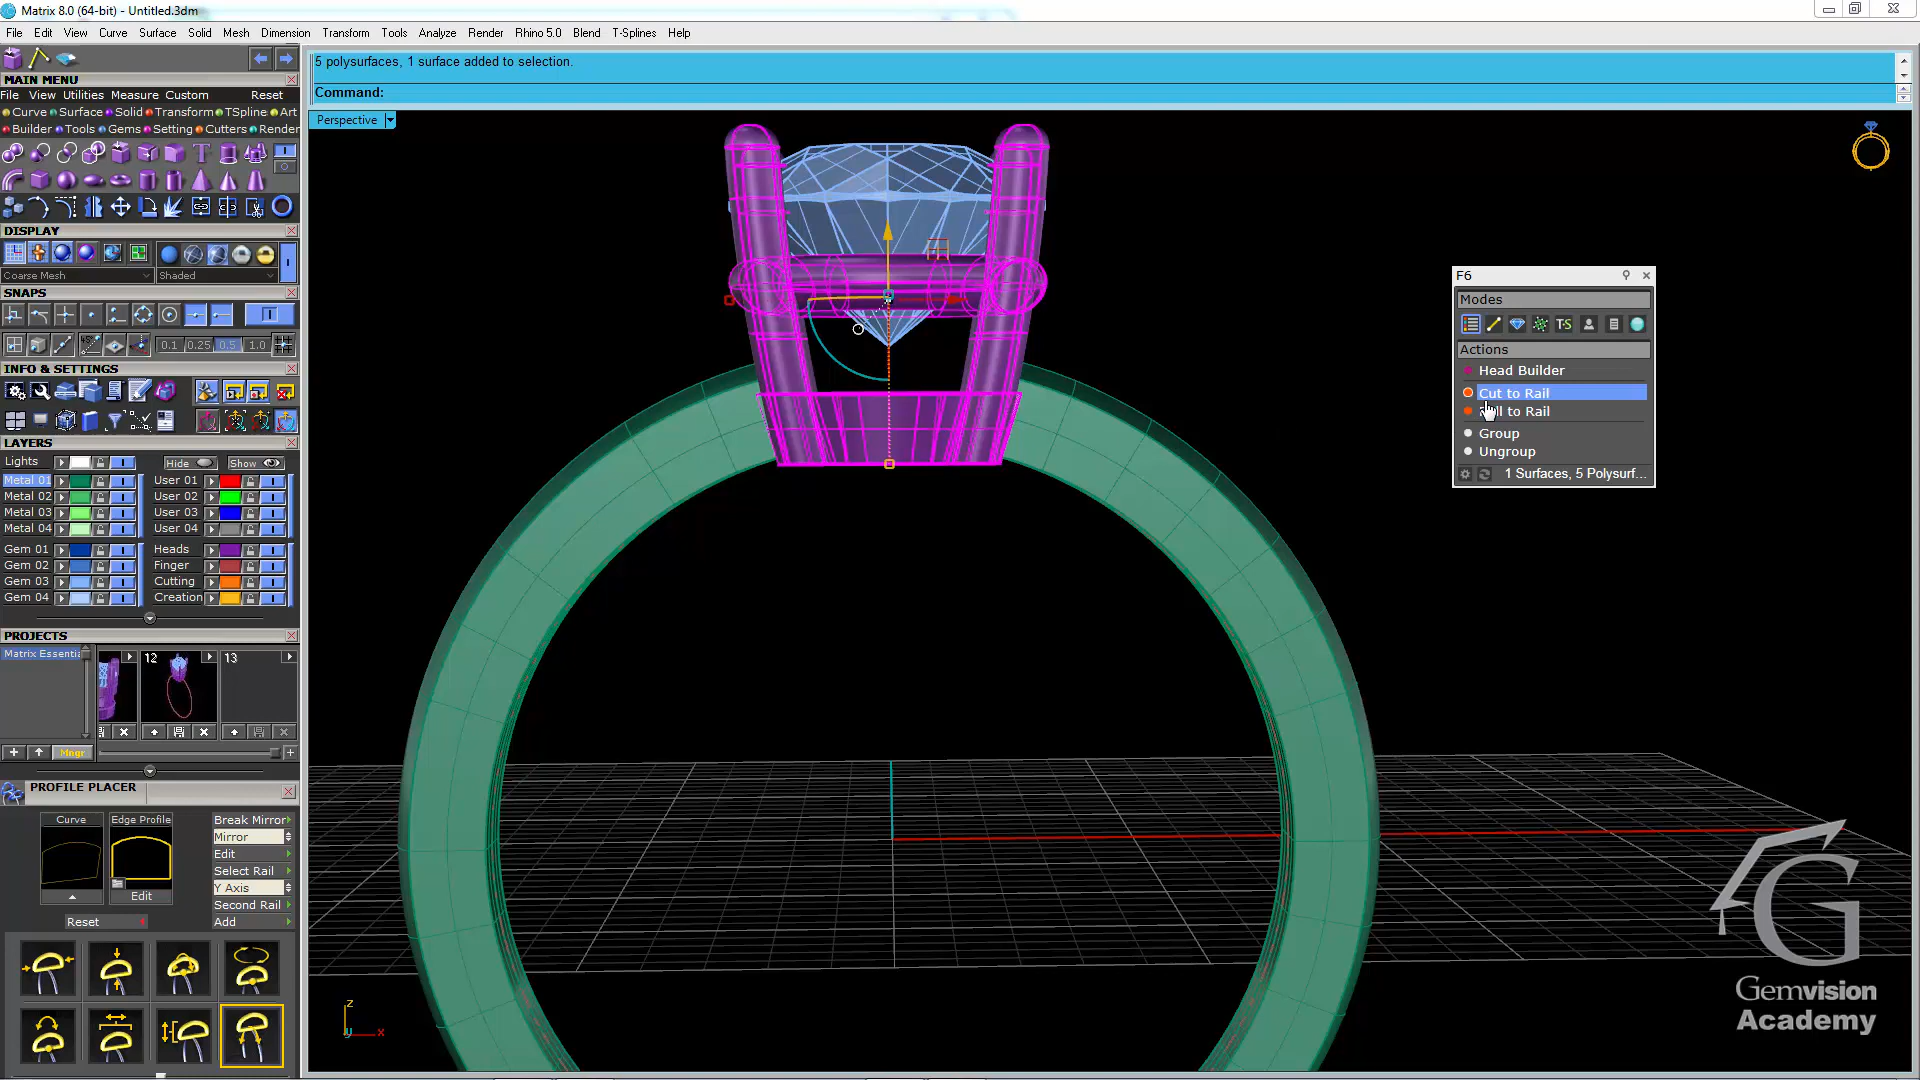 Matrix 8.0 (64-bit) - Untitled.3dm
File Edit View Curve Surface Solid Mesh Dimension Transform Tools Analyze Render Rhino 5.0 Blend T-Splines Help
5 polysurfaces, 1 surface added to selection.
Command:
Perspective
MAIN MENU
File View Utilities Measure Custom Reset
Curve Surface Solid Transform TSpline Art
Builder Tools Gems Setting Cutters Render
DISPLAY
Coarse Mesh Shaded
SNAPS
0.1 0.25 0.5 1.0
INFO & SETTINGS
LAYERS
Lights Hide Show
Metal 01 User 01
Metal 02 User 02
Metal 03 User 03
Metal 04 User 04
Gem 01 Heads
Gem 02 Finger
Gem 03 Cutting
Gem 04 Creation
PROJECTS
Matrix Essentia
12 13
Mngr
PROFILE PLACER
Curve Edge Profile Break Mirror
Mirror
Edit
Select Rail
Y Axis
Edit Second Rail
Reset Add
F6
Modes
T-S
Actions
Head Builder
Cut to Rail
ll to Rail
Group
Ungroup
1 Surfaces, 5 Polysurf...
z
y x
G
Gemvision
Academy